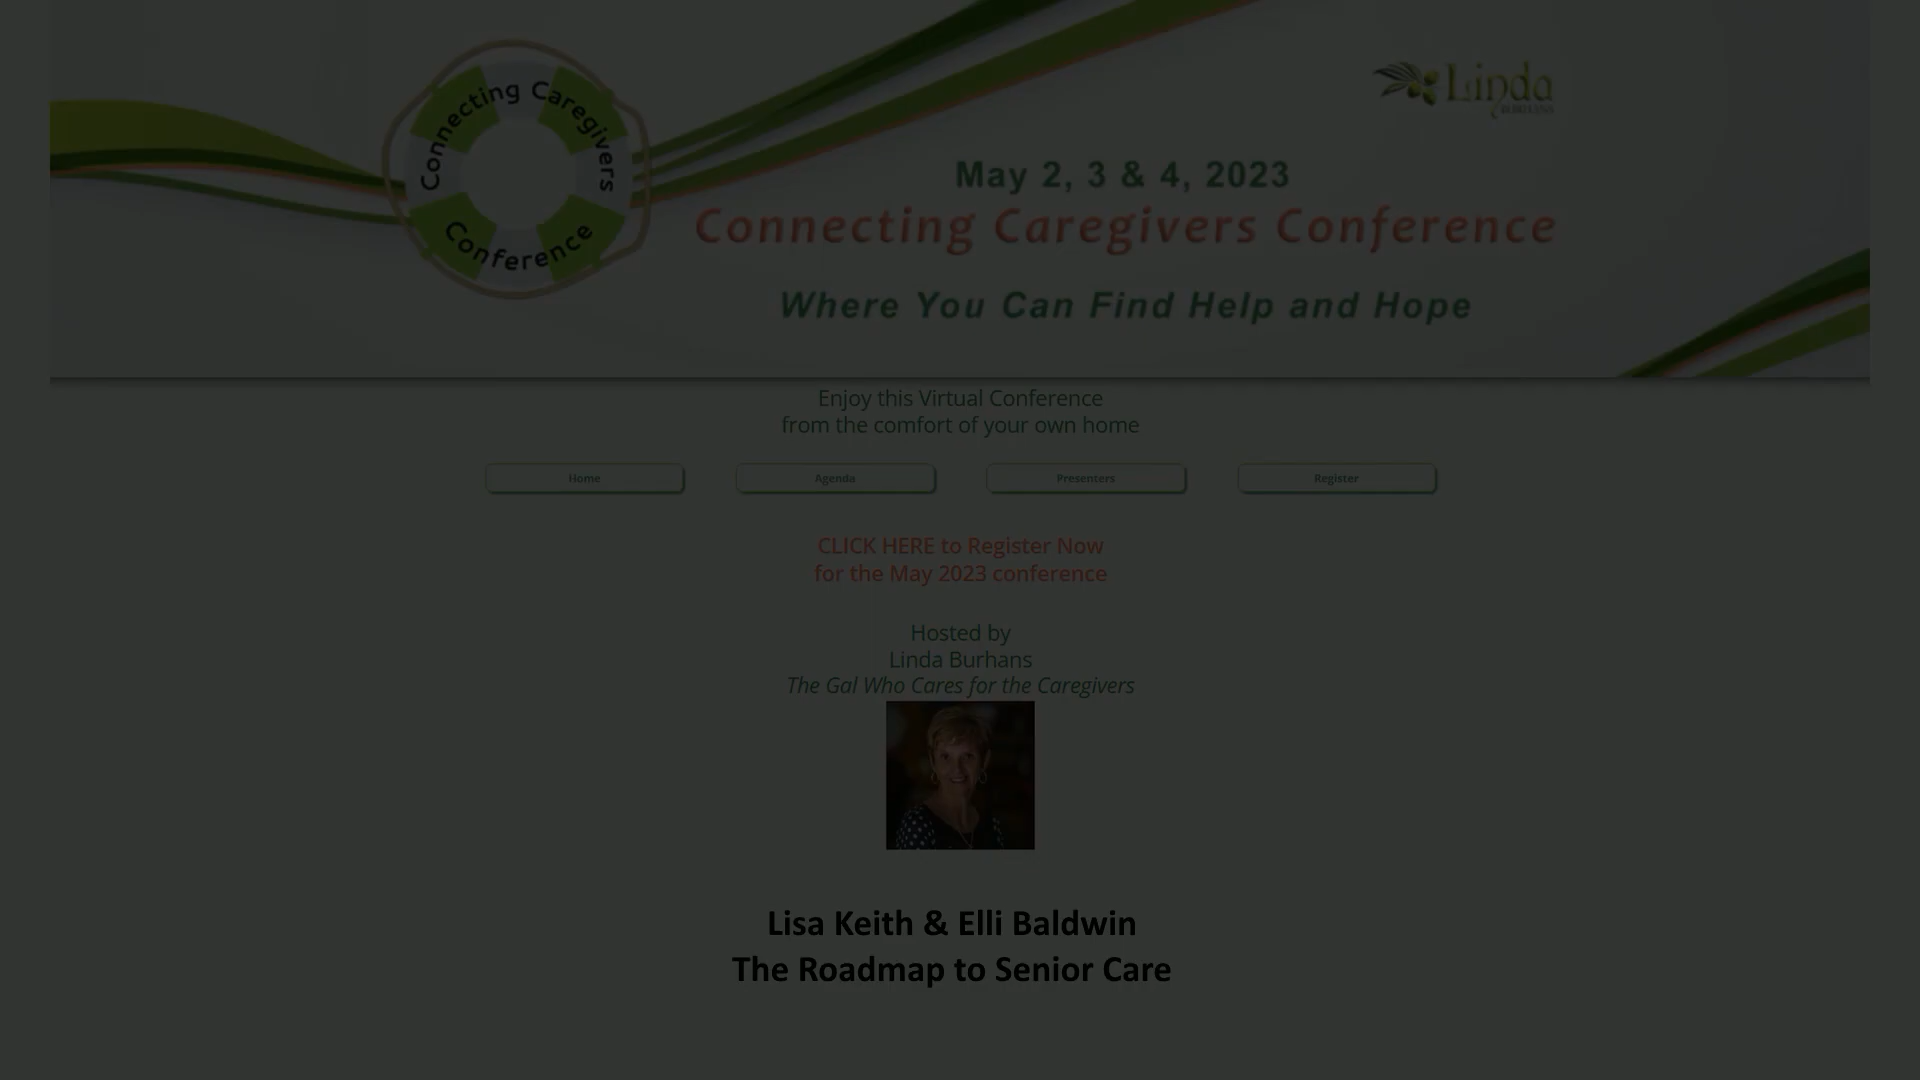 Connecting Caregivers
Conference
Linda
BURHANS
May 2, 3 & 4, 2023
Connecting Caregivers Conference
Where You Can Find Help and Hope
Enjoy this Virtual Conference
from the comfort of your own home
Home
Agenda
Presenters
Register
CLICK HERE to Register Now
for the May 2023 conference
Hosted by
Linda Burhans
The Gal Who Cares for the Caregivers
Lisa Keith & Elli Baldwin
The Roadmap to Senior Care